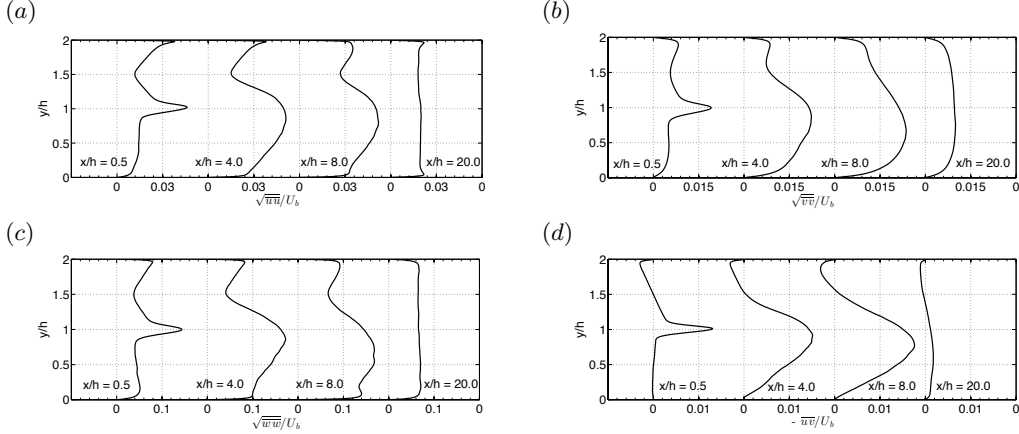 (a)
(b)
2
1.5
1
0.5
0
y/h
x/h = 0.5
x/h = 4.0
x/h = 8.0
x/h = 20.0
0 0.03 0 0.03 0 0.03 0 0.03 0
√uu/U_b
2
1.5
1
0.5
0
y/h
x/h = 0.5
x/h = 4.0
x/h = 8.0
x/h = 20.0
0 0.015 0 0.015 0 0.015 0 0.015 0
√vv/U_b
(c)
(d)
2
1.5
1
0.5
0
y/h
x/h = 0.5
x/h = 4.0
x/h = 8.0
x/h = 20.0
0 0.1 0 0.1 0 0.1 0 0.1 0
√ww/U_b
2
1.5
1
0.5
0
y/h
x/h = 0.5
x/h = 4.0
x/h = 8.0
x/h = 20.0
0 0.01 0 0.01 0 0.01 0 0.01 0
- uv/U_b